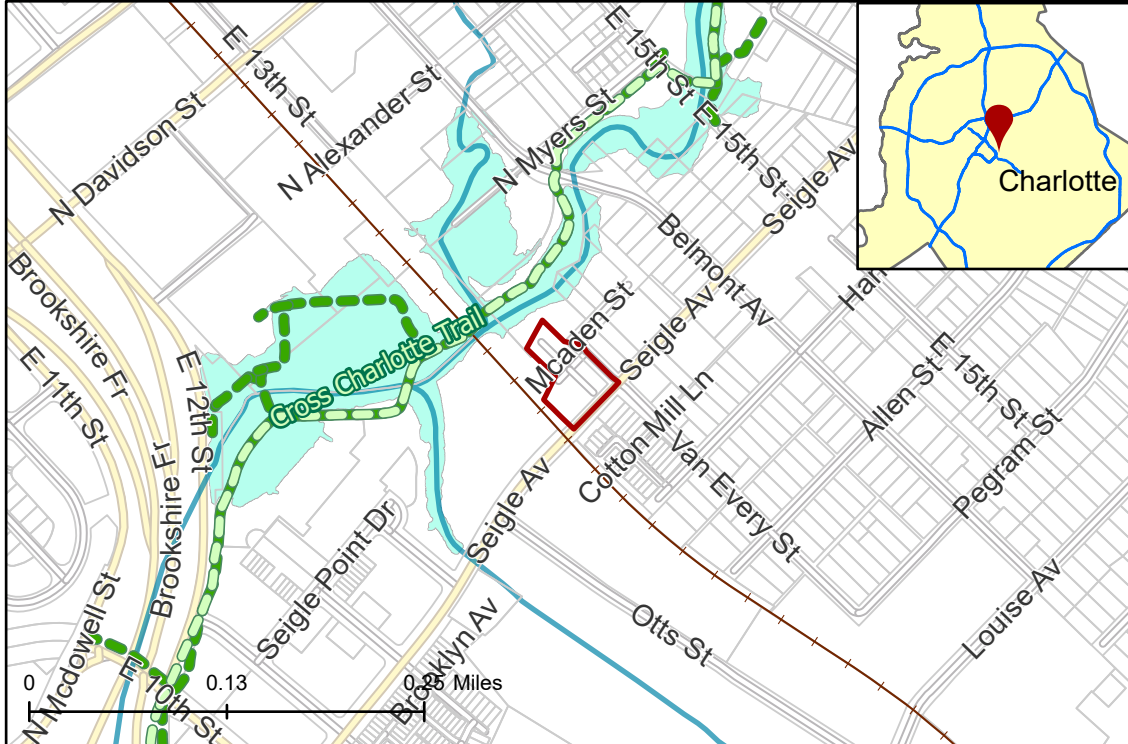 E 13th St
N Alexander St
N Davidson St
E 15th St
E 15th St
N Myers St
Seigle Av
Belmont Av
Charlotte
Brookshire Fr
E 11th St
E 12th St
Brookshire Fr
Cross Charlotte Trail
Mcaden St
Seigle Av
Cotton Mill Ln
Van Every St
Allen St
E 15th St
Pegram St
Louise Av
Seigle Av
Seigle Point Dr
Brooklyn Av
Otts St
N Mcdowell St
E 10th St
0 0.13 0.25 Miles